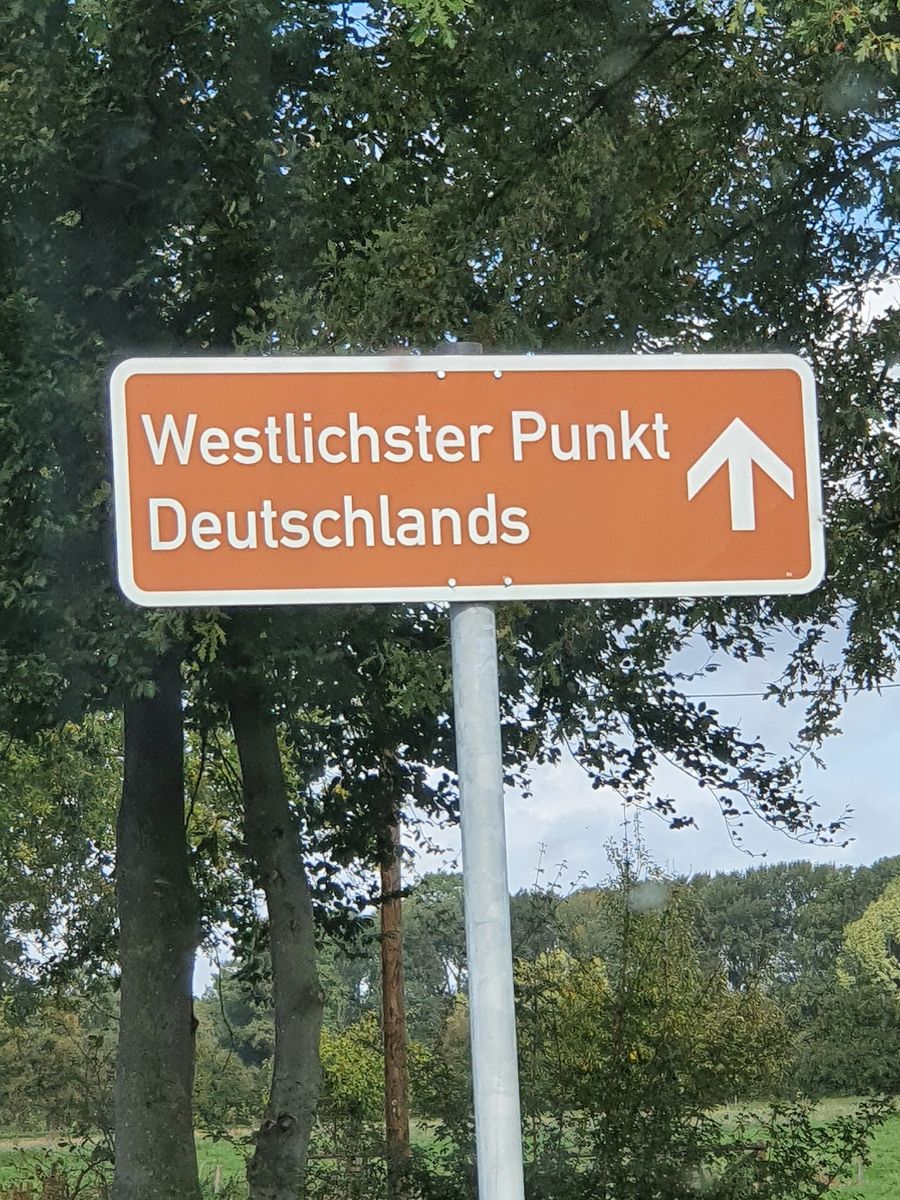 Westlichster Punkt
Deutschlands